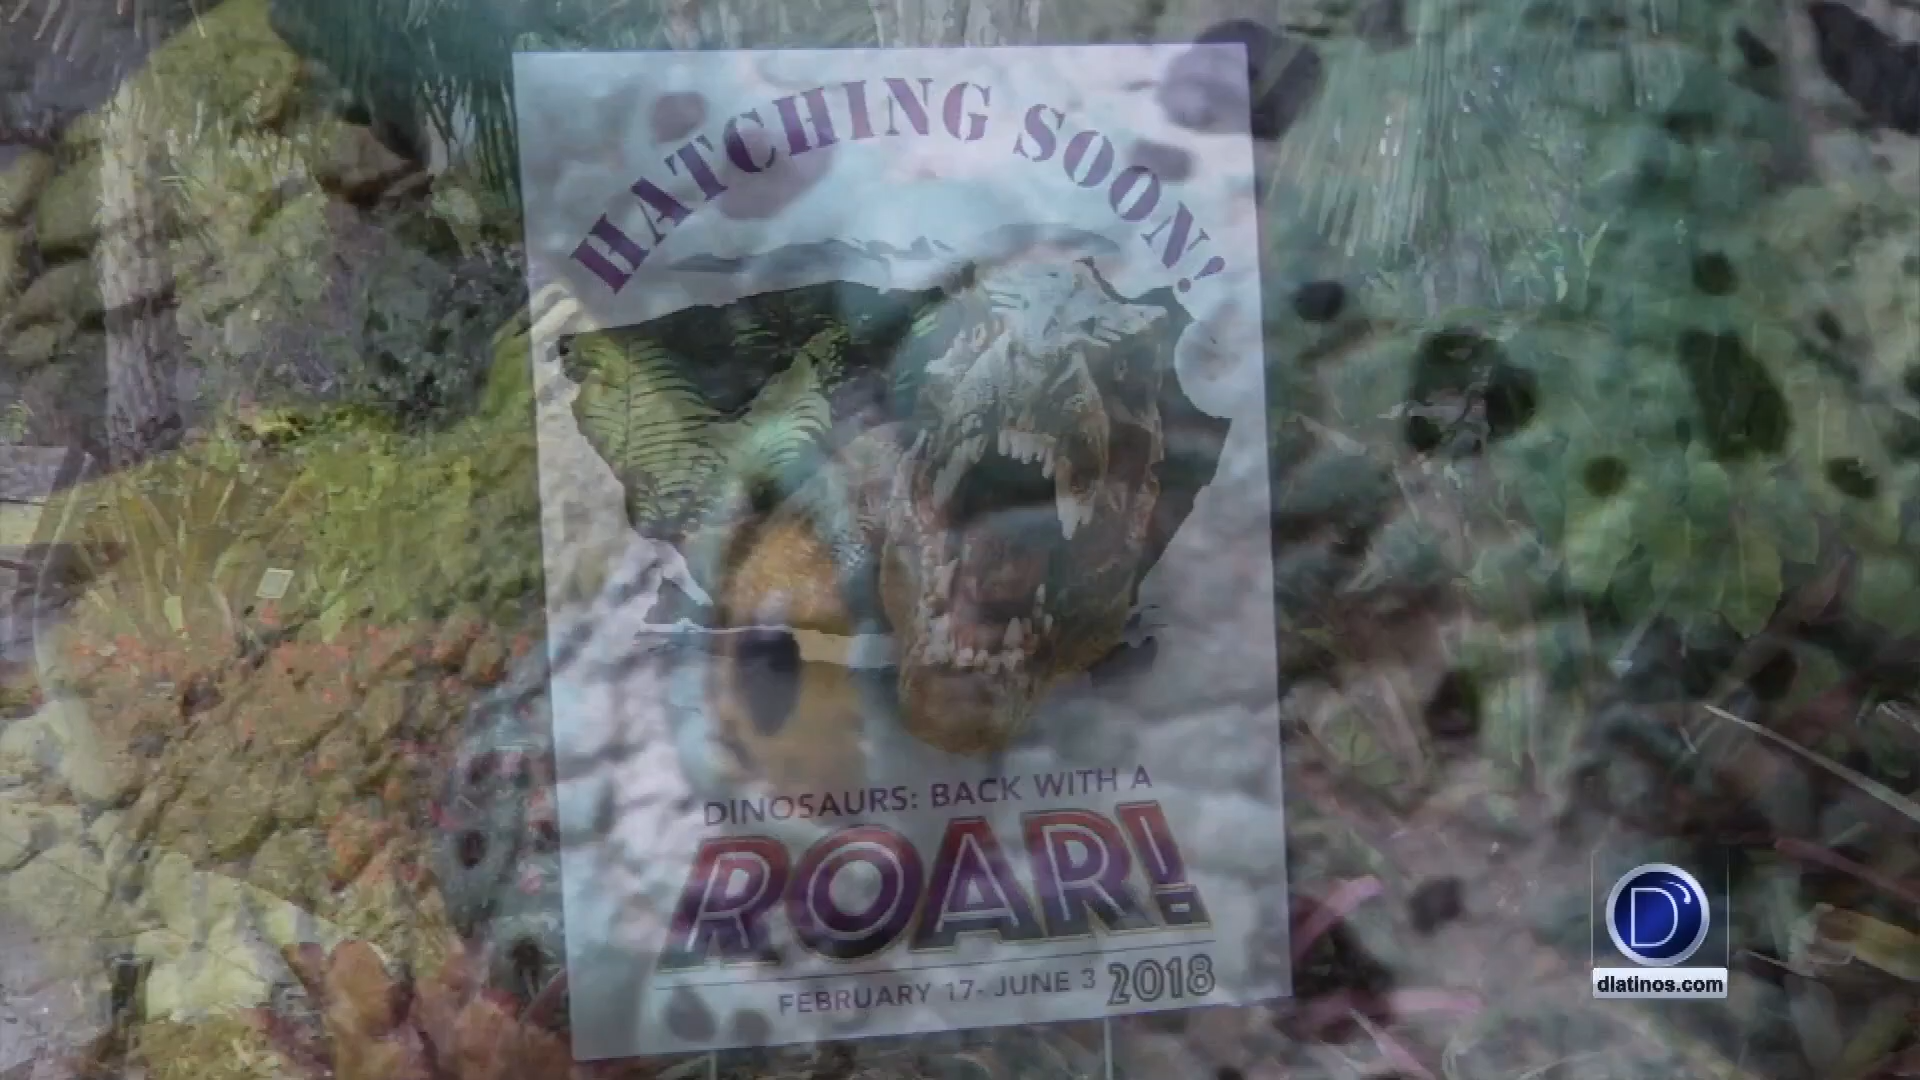 HATCHING SOON!
DINOSAURS: BACK WITH A
ROAR!
FEBRUARY 17- JUNE 3 2018
D
dlatinos.com